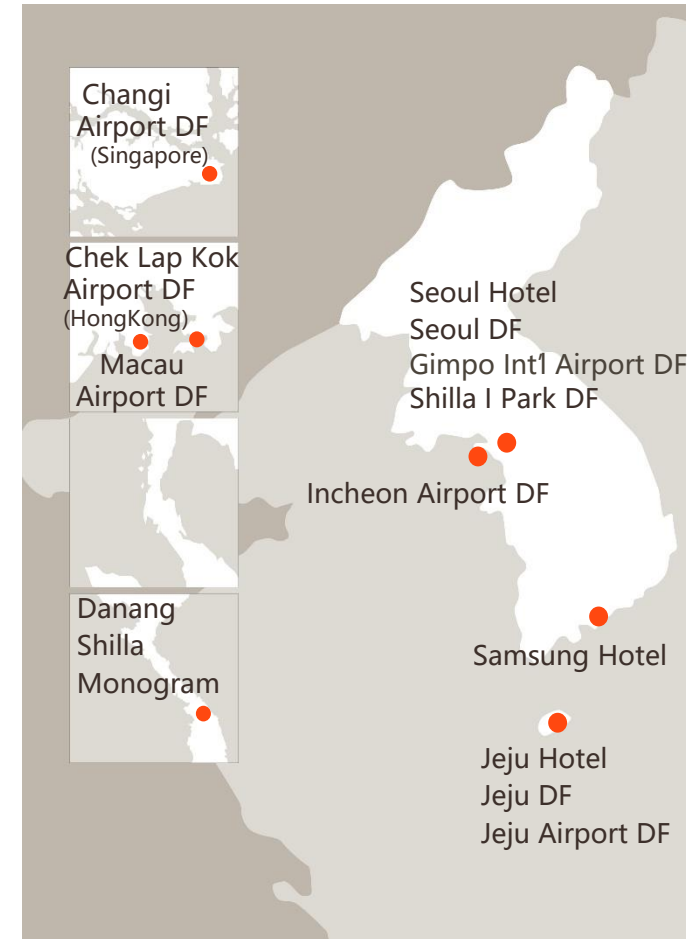 Changi
Airport DF
(Singapore)
Chek Lap Kok
Airport DF
(HongKong)
Macau
Airport DF
Danang
Shilla
Monogram
Seoul Hotel
Seoul DF
Gimpo Int'l Airport DF
Shilla I Park DF
Incheon Airport DF
Samsung Hotel
Jeju Hotel
Jeju DF
Jeju Airport DF